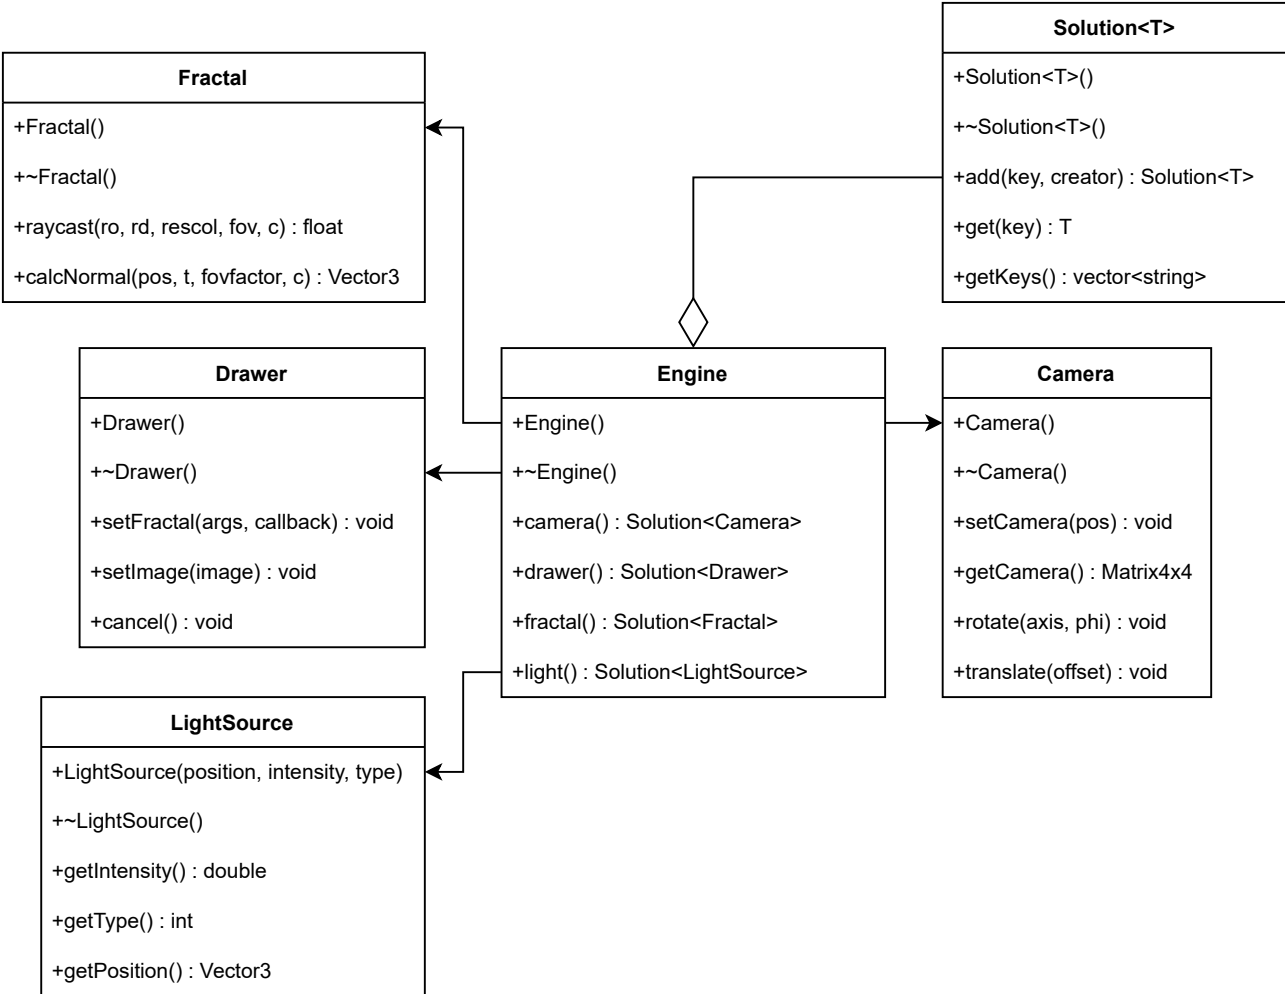 Solution<T>
+Solution<T>()
+~Solution<T>()
+add(key, creator) : Solution<T>
+get(key) : T
+getKeys() : vector<string>
Fractal
+Fractal()
+~Fractal()
+raycast(ro, rd, rescol, fov, c) : float
+calcNormal(pos, t, fovfactor, c) : Vector3
Drawer
+Drawer()
+~Drawer()
+setFractal(args, callback) : void
+setImage(image) : void
+cancel() : void
Engine
+Engine()
+~Engine()
+camera() : Solution<Camera>
+drawer() : Solution<Drawer>
+fractal() : Solution<Fractal>
+light() : Solution<LightSource>
Camera
+Camera()
+~Camera()
+setCamera(pos) : void
+getCamera() : Matrix4x4
+rotate(axis, phi) : void
+translate(offset) : void
LightSource
+LightSource(position, intensity, type)
+~LightSource()
+getIntensity() : double
+getType() : int
+getPosition() : Vector3